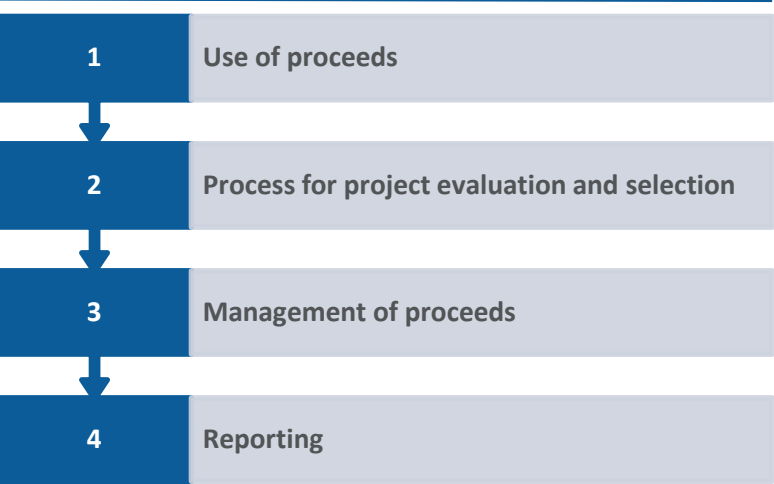 1 Use of proceeds
2 Process for project evaluation and selection
3 Management of proceeds
4 Reporting